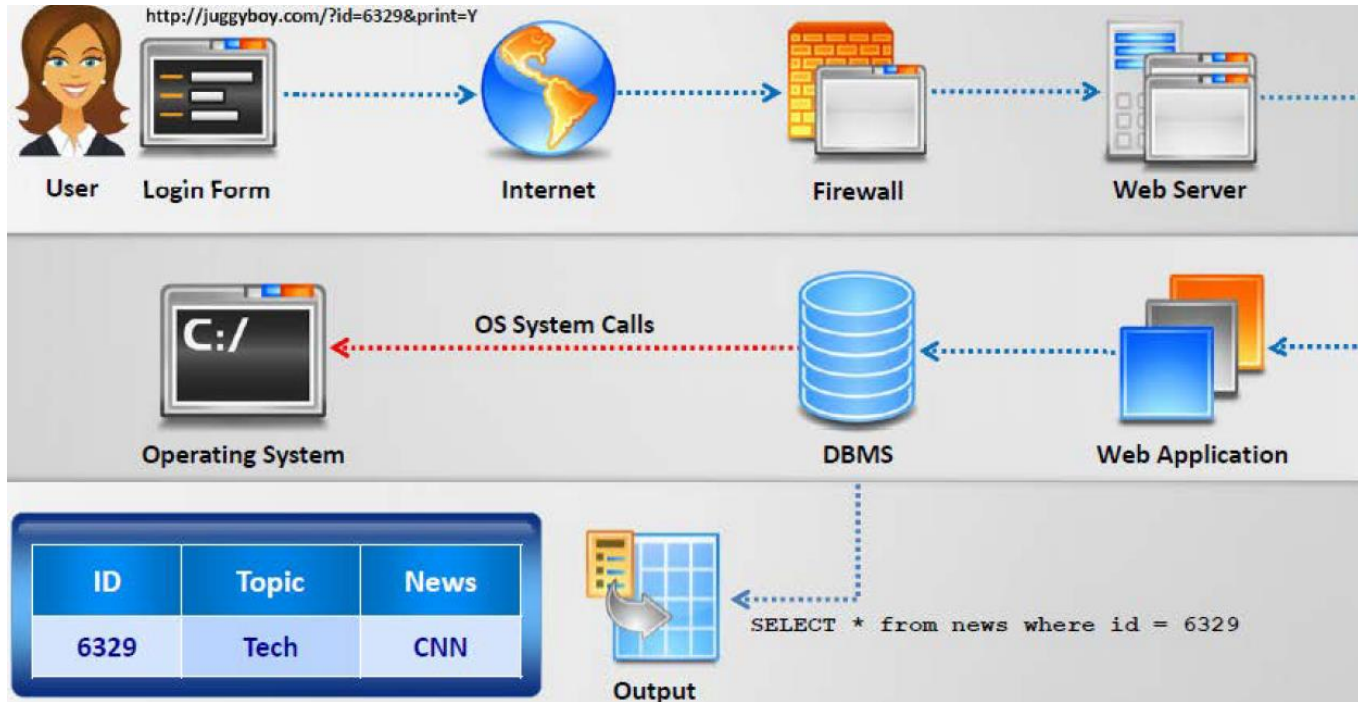 http://juggyboy.com/?id=6329&print=Y
User
Login Form
Internet
Firewall
Web Server
C:/
OS System Calls
Operating System
DBMS
Web Application
ID Topic News
6329 Tech CNN
SELECT * from news where id = 6329
Output